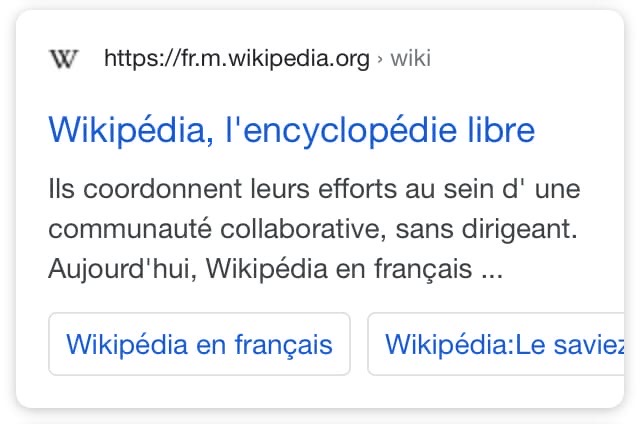 W https://fr.m.wikipedia.org › wiki
Wikipédia, l'encyclopédie libre
Ils coordonnent leurs efforts au sein d' une
communauté collaborative, sans dirigeant.
Aujourd'hui, Wikipédia en français ...
Wikipédia en français Wikipédia:Le saviez